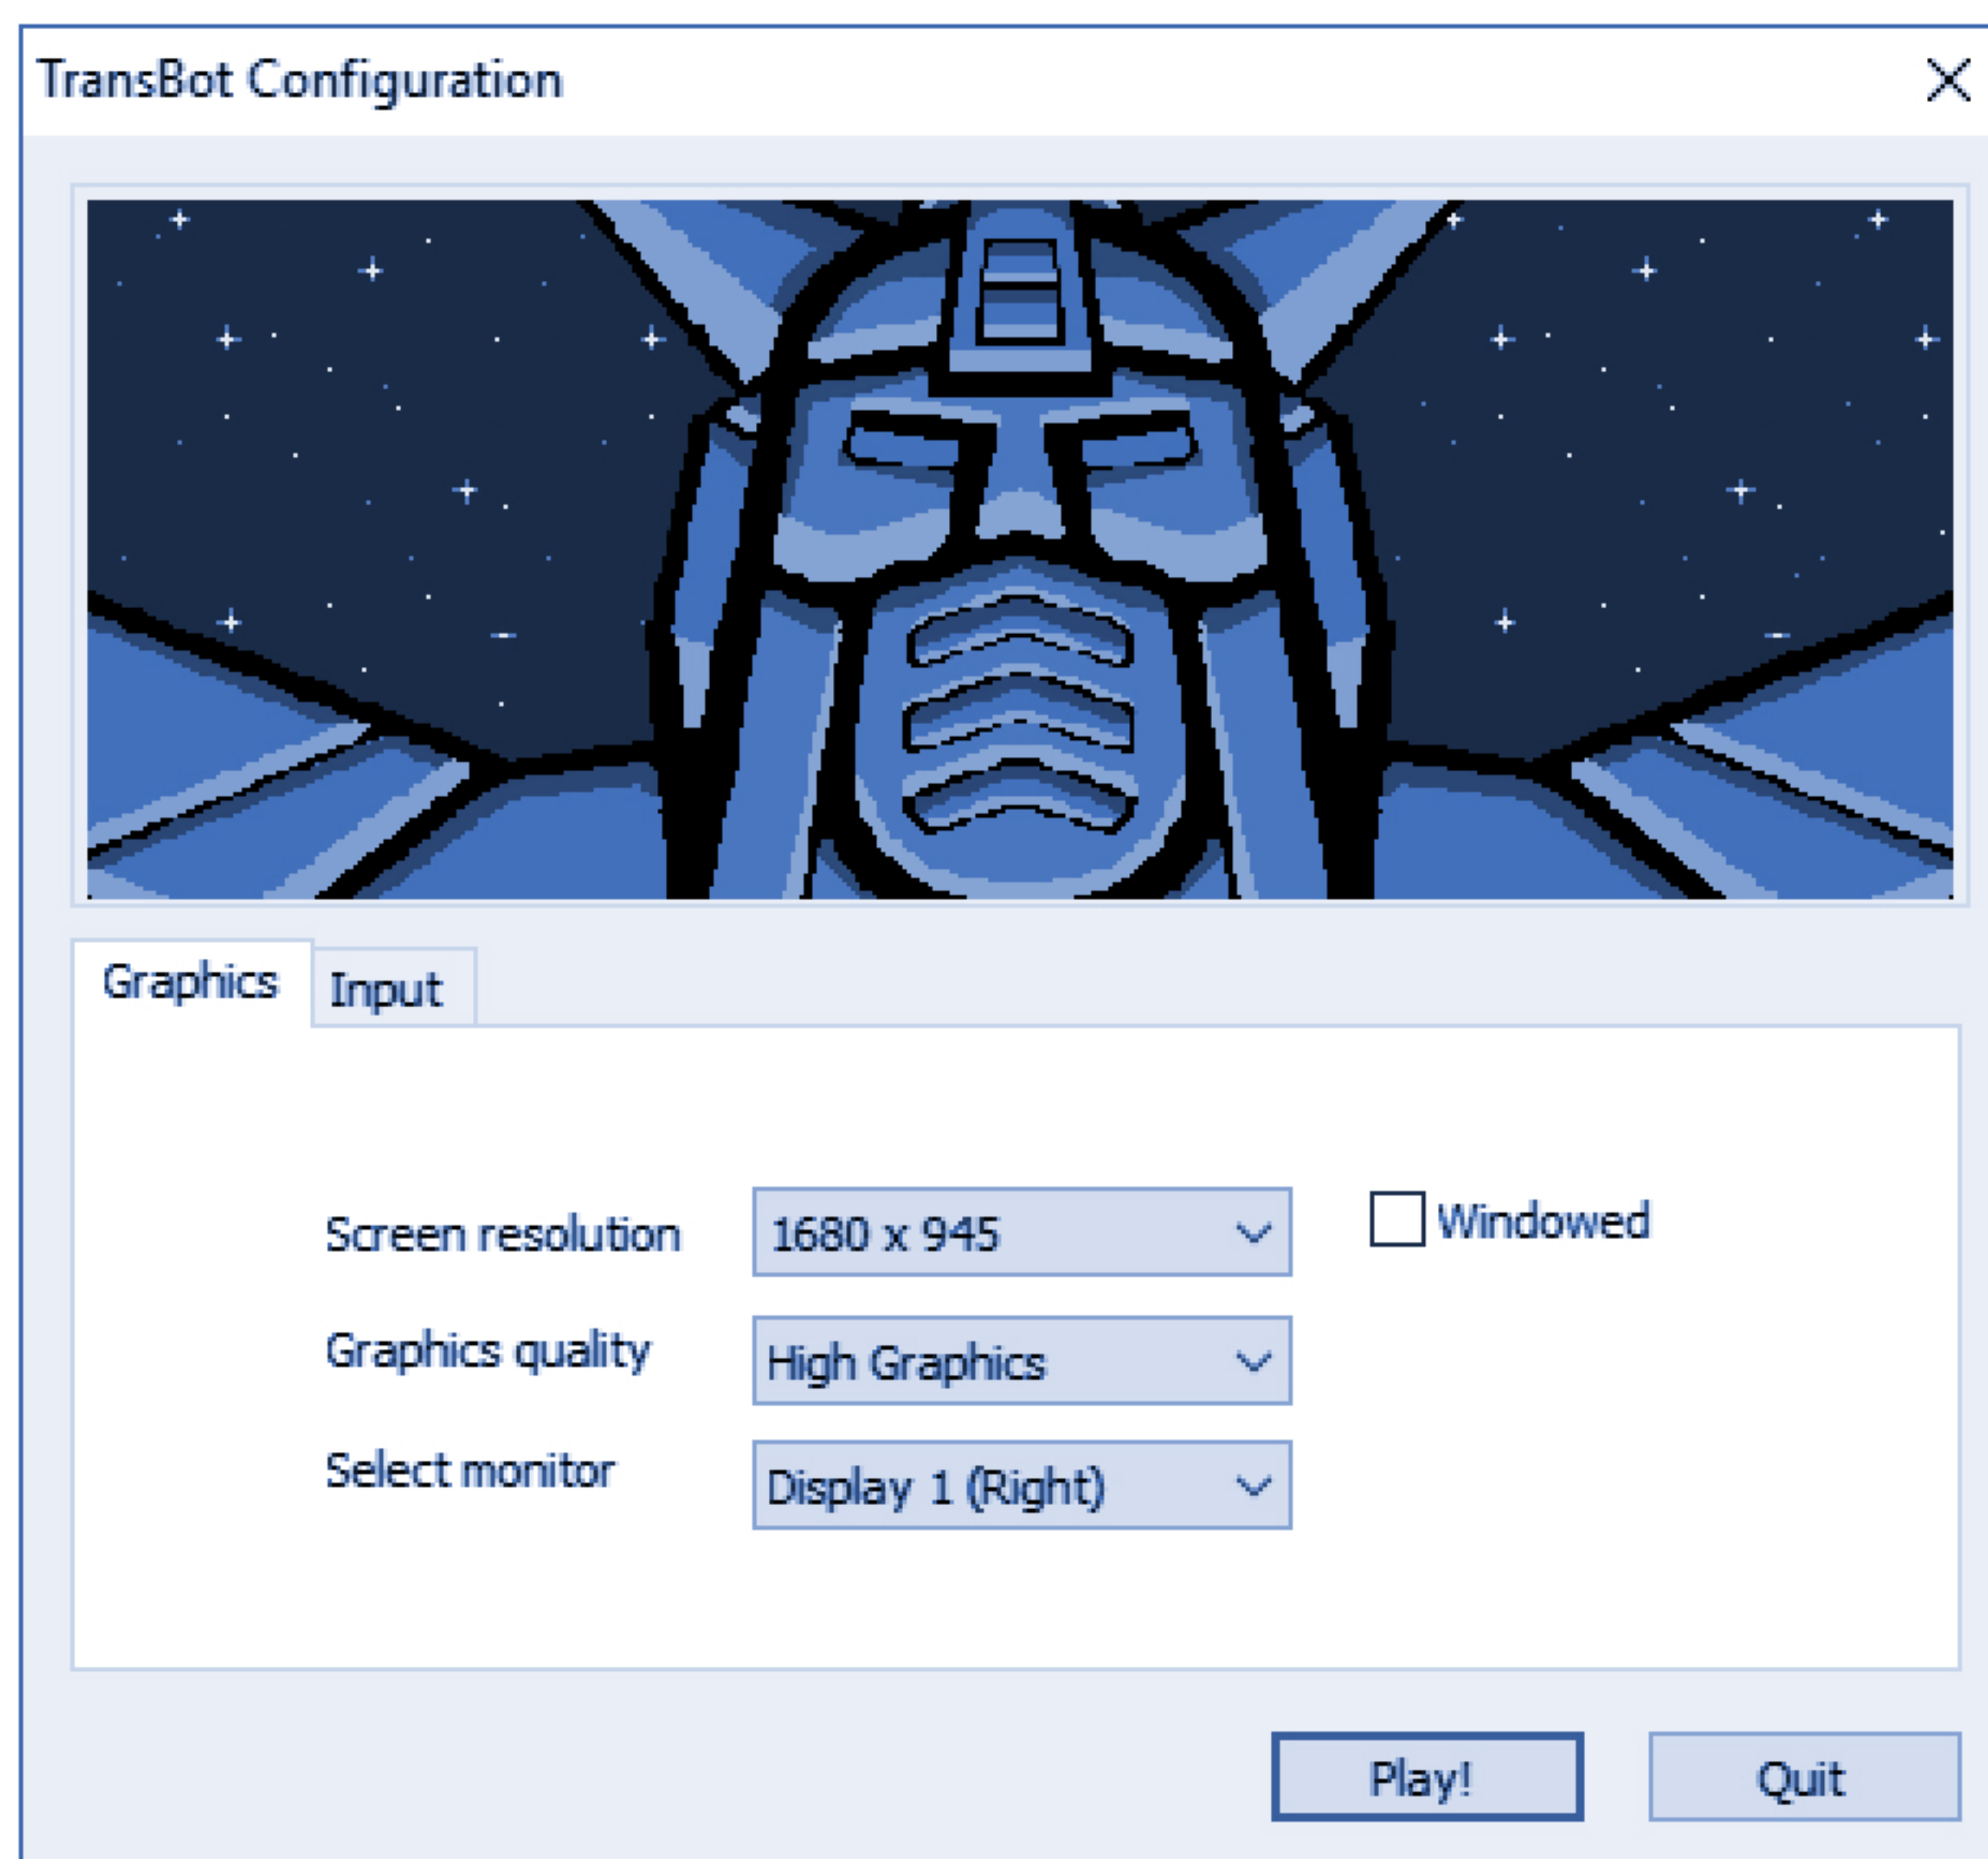 TransBot Configuration
Graphics
Input
Screen resolution
1680 x 945
Windowed
Graphics quality
High Graphics
Select monitor
Display 1 (Right)
Play!
Quit